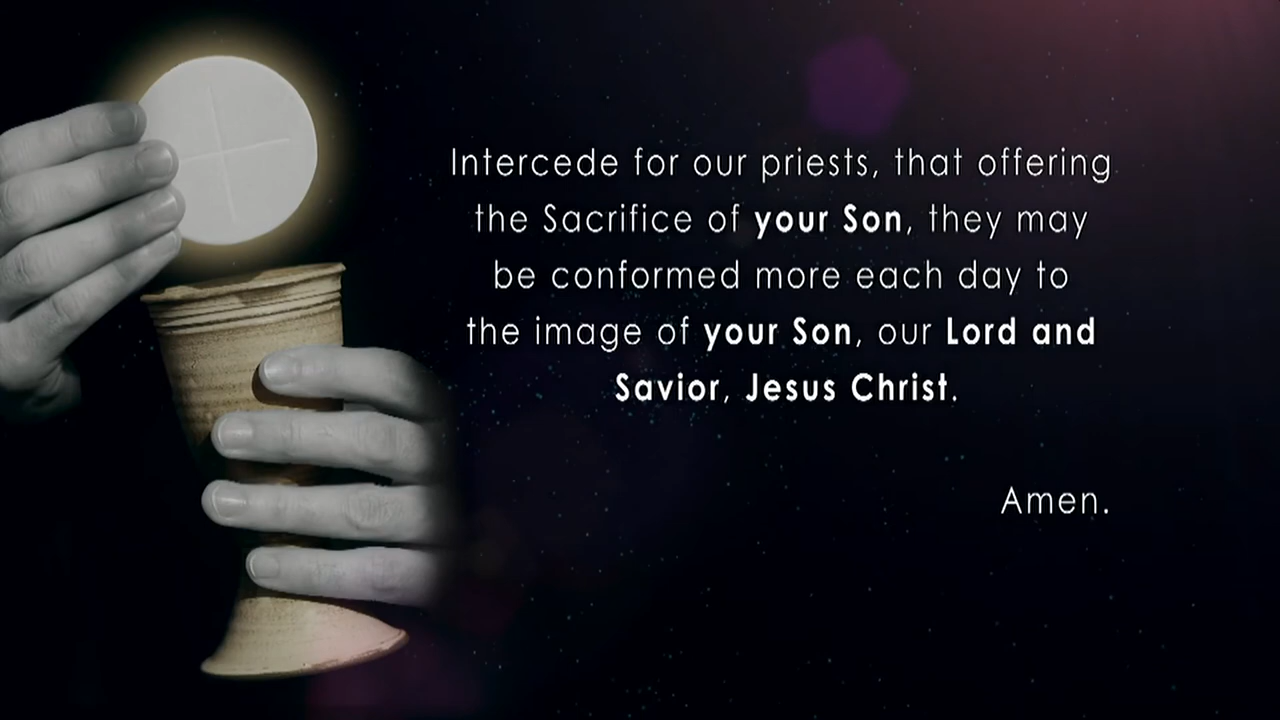 Intercede for our priests, that offering
the Sacrifice of your Son, they may
be conformed more each day to
the image of your Son, our Lord and
Savior, Jesus Christ.
Amen.